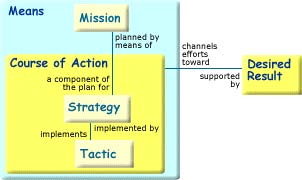 Means
Mission
planned by
means of
channels
efforts
toward
Course of Action
Desired
Result
a component of
the plan for
supported
by
Strategy
implements
implemented by
Tactic